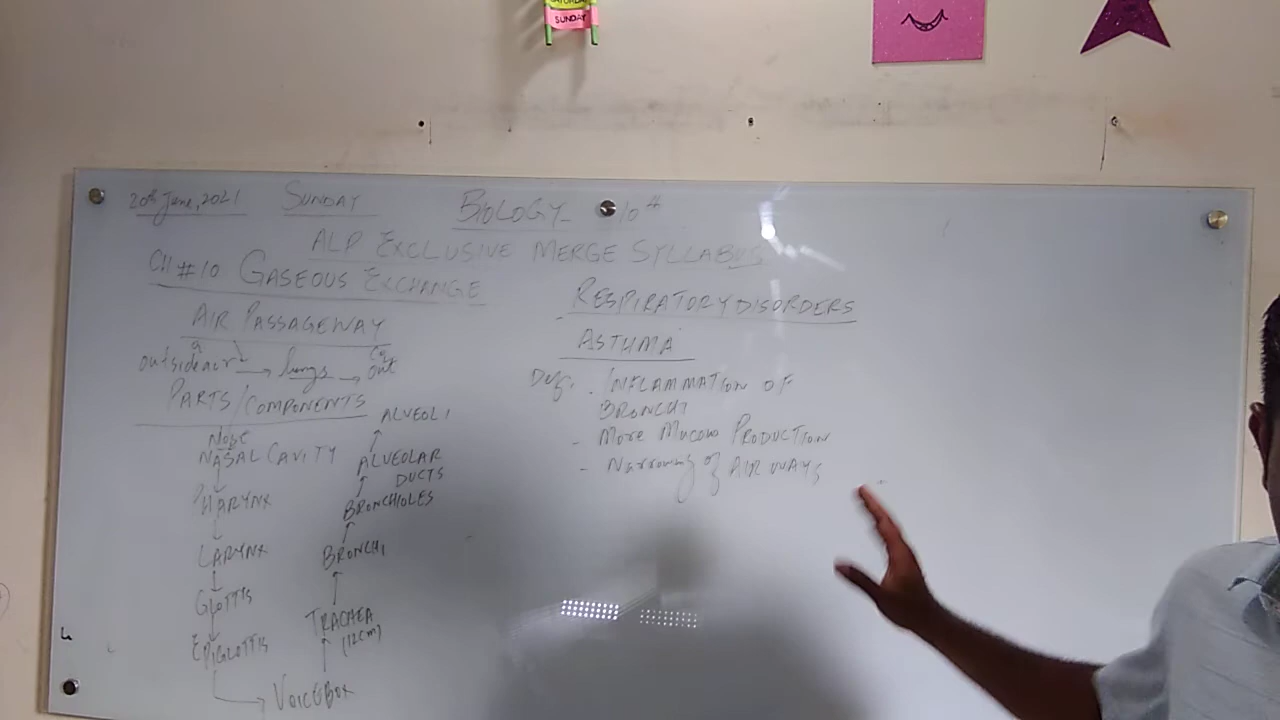 SATURDAY
SUNDAY
20th June, 2021 SUNDAY BIOLOGY 10th
ALP EXCLUSIVE MERGE SYLLABUS
CH #10 GASEOUS EXCHANGE
AIR PASSAGEWAY
outside air → lungs → out
PARTS/COMPONENTS
NOSE
NASAL CAVITY
↓
PHARYNX
↓
LARYNX
↓
GLOTTIS
↓
EPIGLOTTIS
→ VOICEBOX
ALVEOLI
↑
ALVEOLAR
DUCTS
↑
BRONCHIOLES
↑
BRONCHI
↑
TRACHEA
(12cm)
↑
RESPIRATORY DISORDERS
ASTHMA
Def. . INFLAMMATION OF
BRONCHI
- More Mucous PRODUCTION
- Narrowing of AIR WAYS